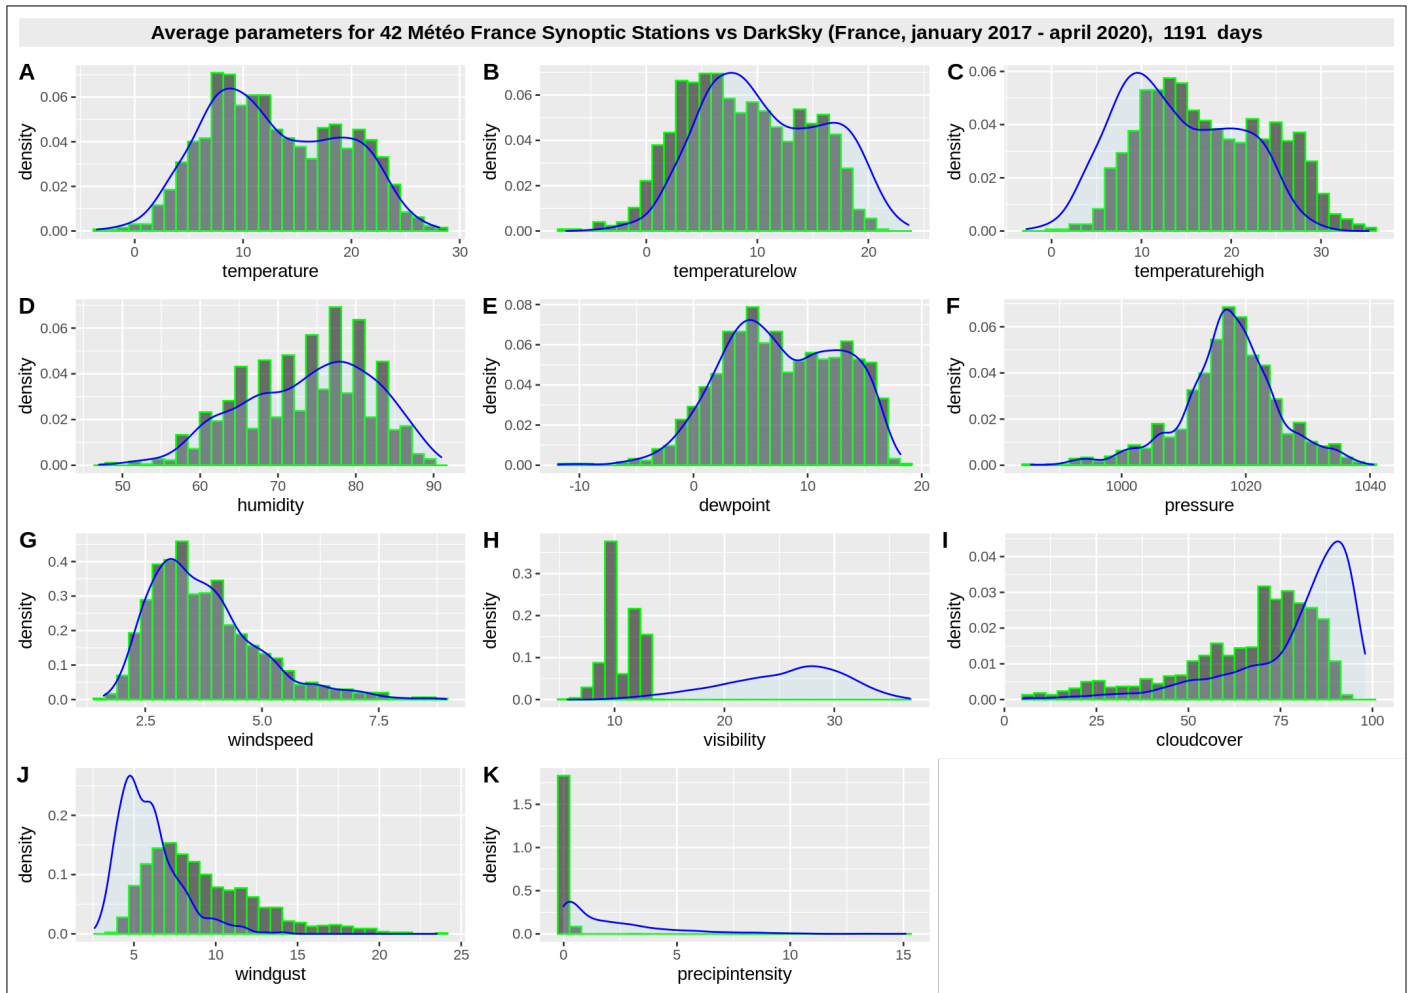 Average parameters for 42 Météo France Synoptic Stations vs DarkSky (France, january 2017 - april 2020),  1191  days
A
density
0.06
0.04
0.02
0.00
0 10 20 30
temperature
B
density
0.06
0.04
0.02
0.00
0 10 20
temperaturelow
C
density
0.06
0.04
0.02
0.00
0 10 20 30
temperaturehigh
D
density
0.06
0.04
0.02
0.00
50 60 70 80 90
humidity
E
density
0.08
0.06
0.04
0.02
0.00
-10 0 10 20
dewpoint
F
density
0.06
0.04
0.02
0.00
1000 1020 1040
pressure
G
density
0.4
0.3
0.2
0.1
0.0
2.5 5.0 7.5
windspeed
H
density
0.3
0.2
0.1
0.0
10 20 30
visibility
I
density
0.04
0.03
0.02
0.01
0.00
0 25 50 75 100
cloudcover
J
density
0.2
0.1
0.0
5 10 15 20 25
windgust
K
density
1.5
1.0
0.5
0.0
0 5 10 15
precipintensity